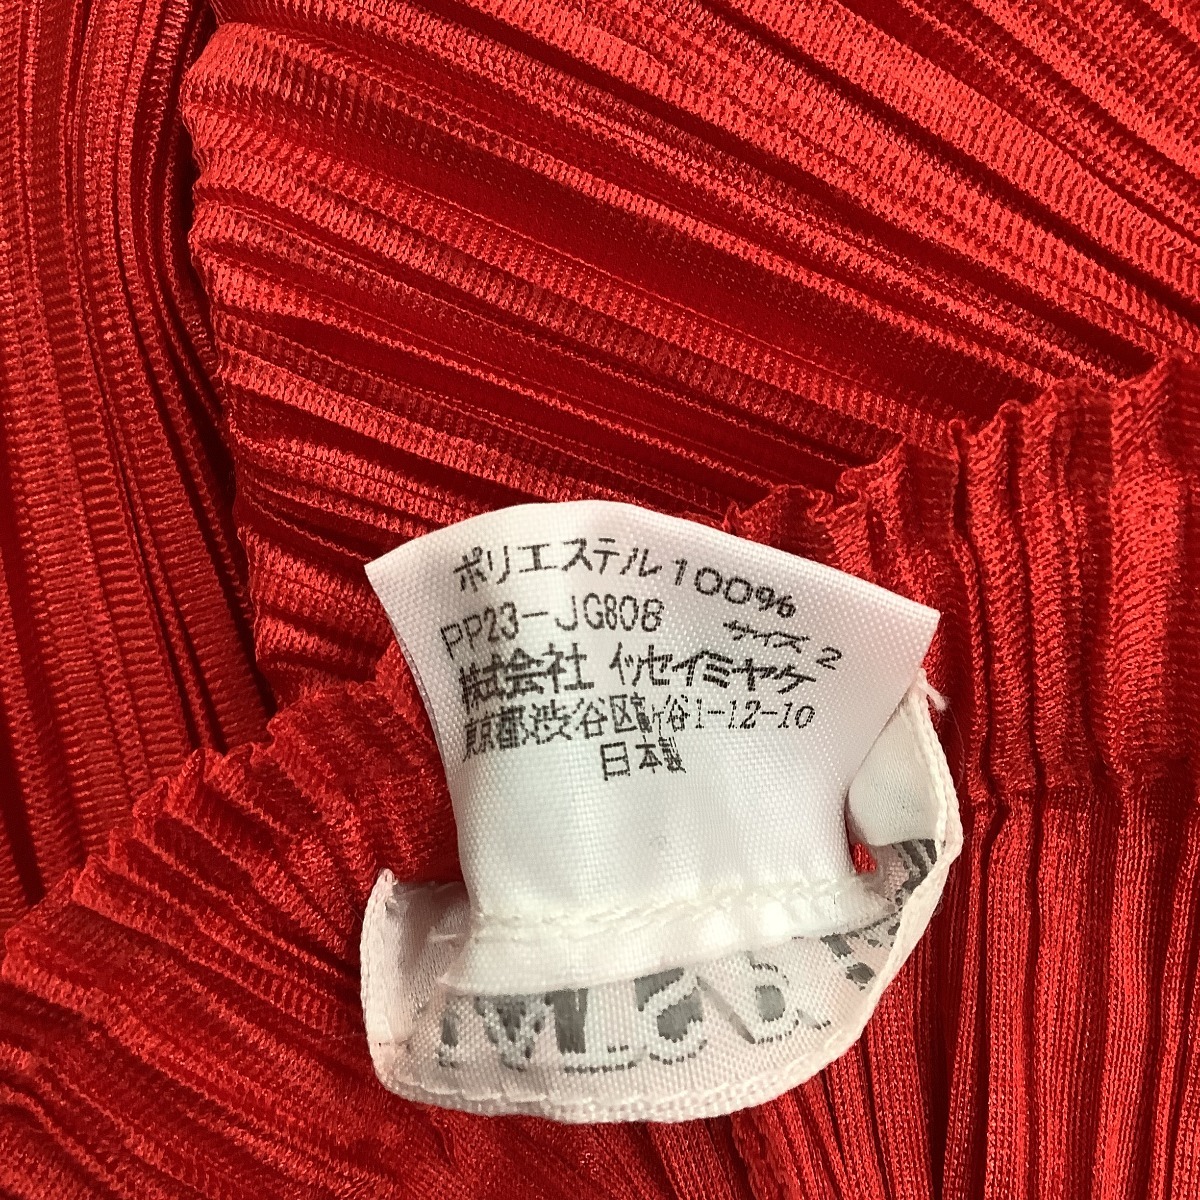 ポリエステル100%
PP23-JG808
サイズ 2
株式会社 イッセイミヤケ
東京都渋谷区富ヶ谷1-12-10
日本製